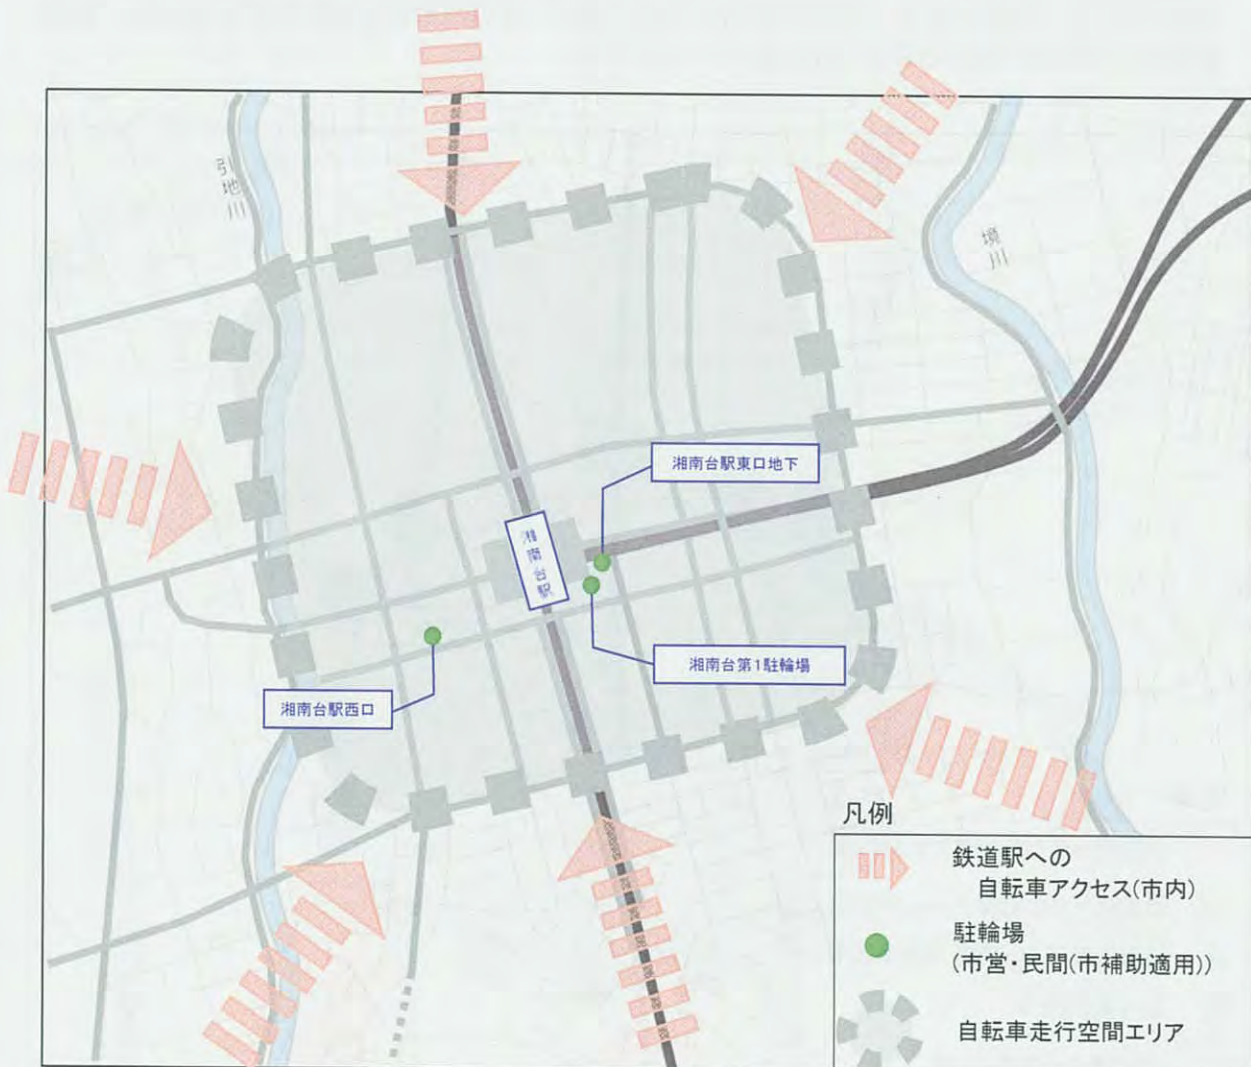 引地川
境川
湘南台駅東口地下
湘南台駅
湘南台第1駐輪場
湘南台駅西口
凡例
鉄道駅への
自転車アクセス(市内)
駐輪場
(市営・民間(市補助適用))
自転車走行空間エリア